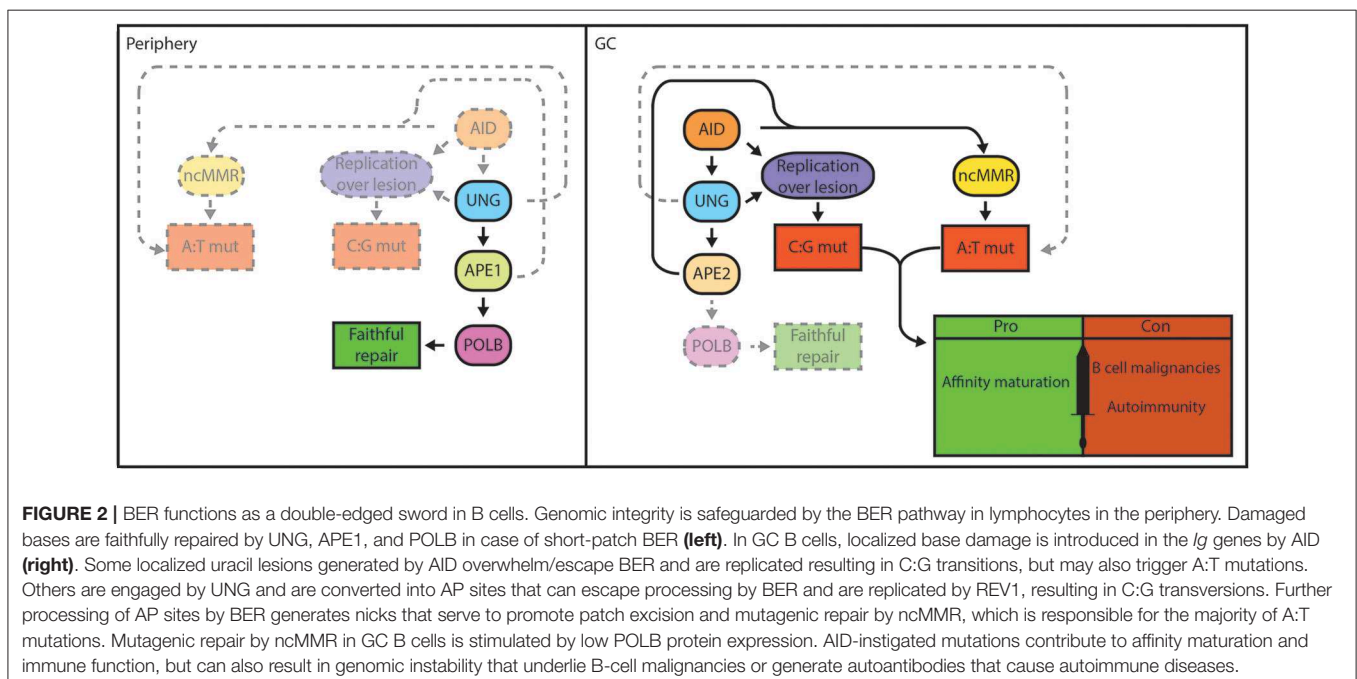 Periphery
AID
ncMMR
Replication
over lesion
UNG
A:T mut
C:G mut
APE1
Faithful
repair
POLB
GC
AID
Replication
over lesion
ncMMR
UNG
C:G mut
A:T mut
APE2
POLB
Faithful
repair
Pro
Con
Affinity maturation
B cell malignancies
Autoimmunity
FIGURE 2 | BER functions as a double-edged sword in B cells. Genomic integrity is safeguarded by the BER pathway in lymphocytes in the periphery. Damaged
bases are faithfully repaired by UNG, APE1, and POLB in case of short-patch BER (left). In GC B cells, localized base damage is introduced in the Ig genes by AID
(right). Some localized uracil lesions generated by AID overwhelm/escape BER and are replicated resulting in C:G transitions, but may also trigger A:T mutations.
Others are engaged by UNG and are converted into AP sites that can escape processing by BER and are replicated by REV1, resulting in C:G transversions. Further
processing of AP sites by BER generates nicks that serve to promote patch excision and mutagenic repair by ncMMR, which is responsible for the majority of A:T
mutations. Mutagenic repair by ncMMR in GC B cells is stimulated by low POLB protein expression. AID-instigated mutations contribute to affinity maturation and
immune function, but can also result in genomic instability that underlie B-cell malignancies or generate autoantibodies that cause autoimmune diseases.